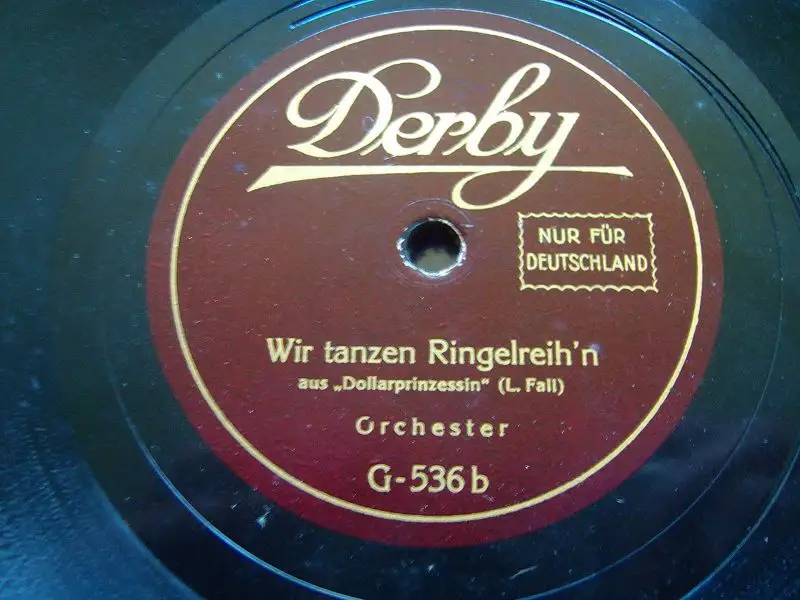 Derby
NUR FÜR
DEUTSCHLAND
Wir tanzen Ringelreih'n
aus „Dollarprinzessin“ (L. Fall)
Orchester
G-536 b